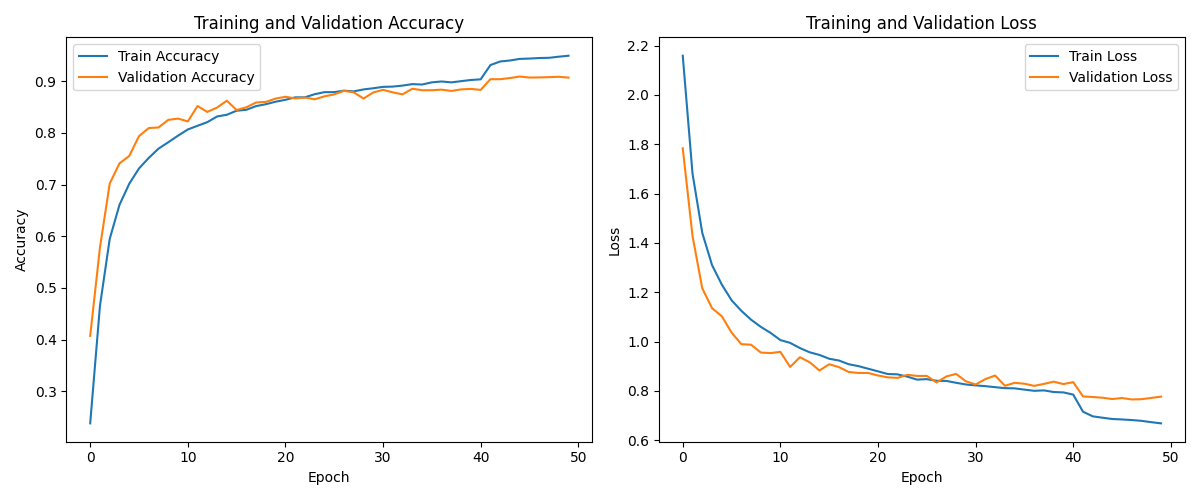 Training and Validation Accuracy
Train Accuracy
Validation Accuracy
0.9
0.8
0.7
0.6
0.5
0.4
0.3
Accuracy
0 10 20 30 40 50
Epoch
Training and Validation Loss
Train Loss
Validation Loss
2.2
2.0
1.8
1.6
1.4
1.2
1.0
0.8
0.6
Loss
0 10 20 30 40 50
Epoch